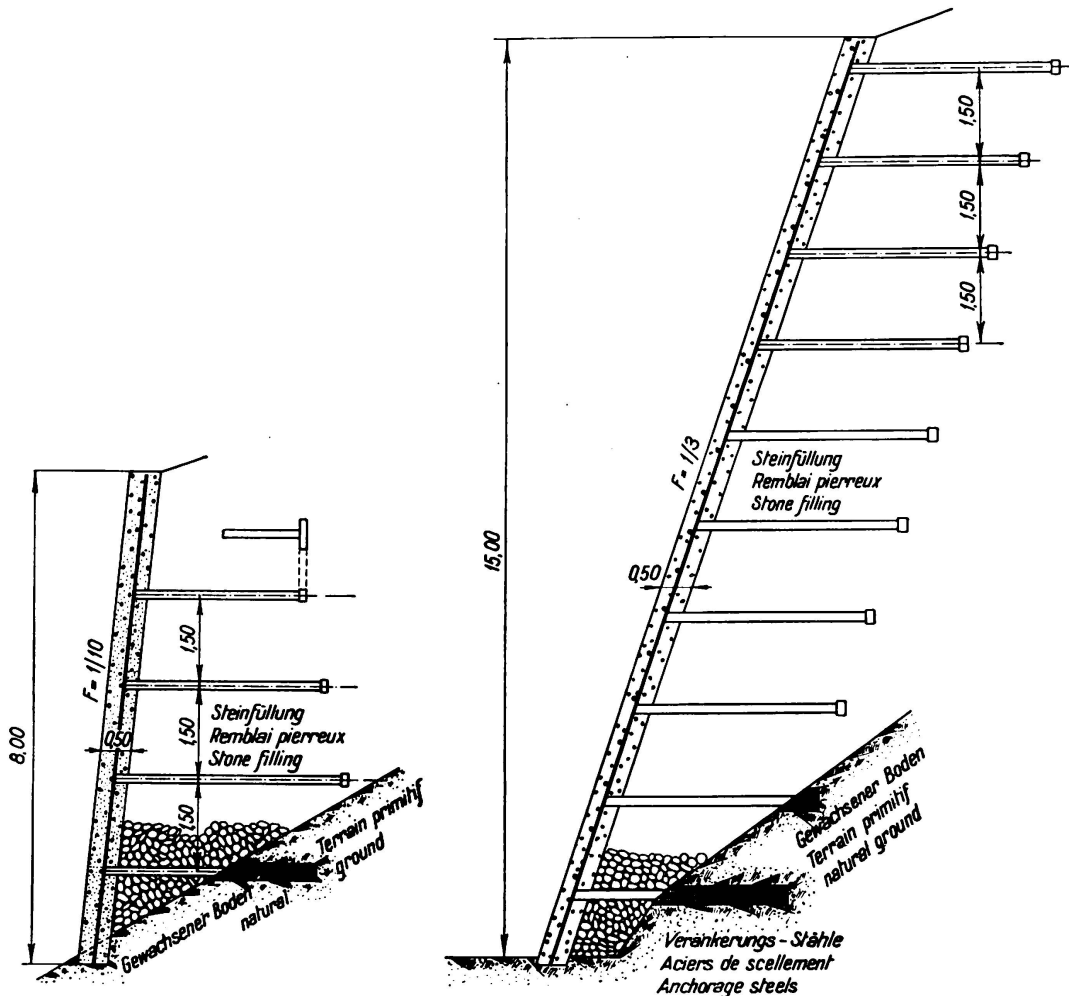 8,00
F = 1/10
0,50
1,50
1,50
1,50
Steinfüllung
Remblai pierreux
Stone filling
Gewachsener Boden
Terrain primitif
natural ground
15,00
F = 1/3
0,50
1,50
1,50
1,50
Steinfüllung
Remblai pierreux
Stone filling
Gewachsener Boden
Terrain primitif
natural ground
Verankerungs-Stähle
Aciers de scellement
Anchorage steels